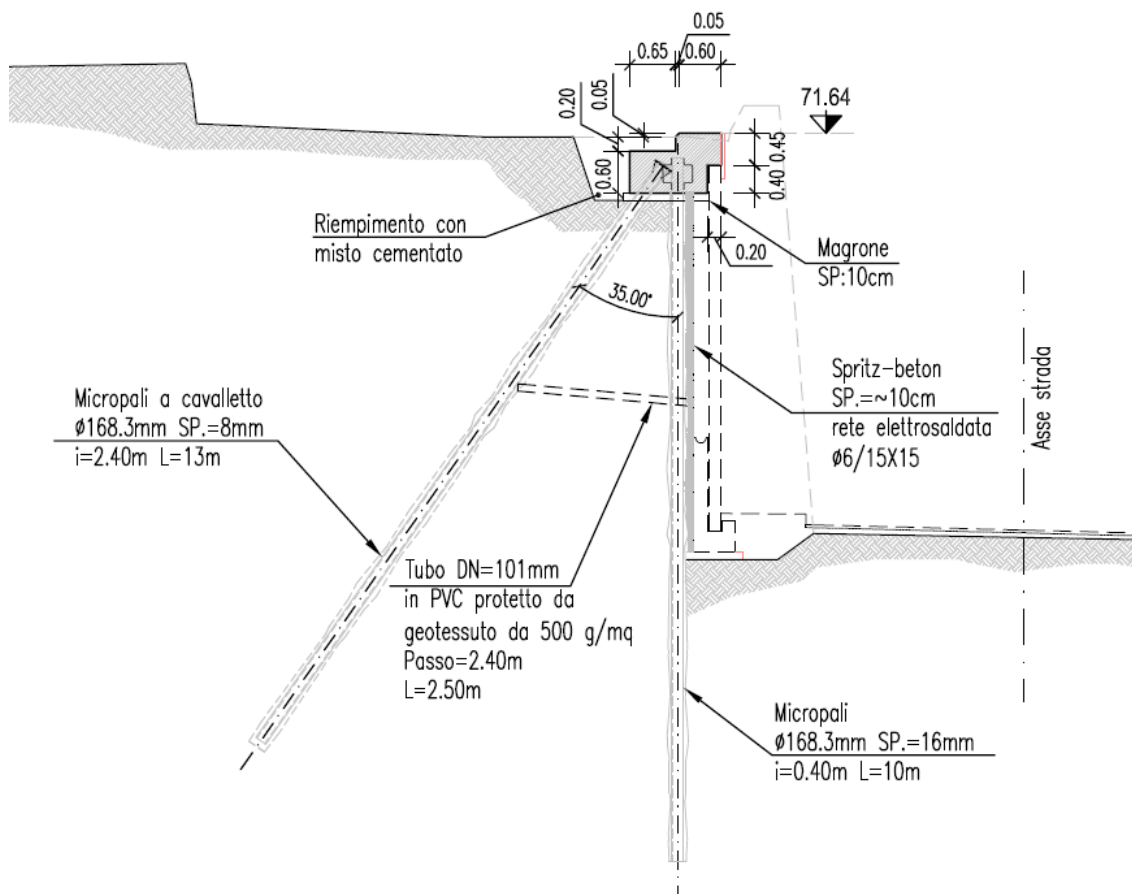 0.05
0.65
0.60
0.20
0.05
71.64
0.45
0.60
0.40
Riempimento con
misto cementato
0.20
Magrone
SP:10cm
35.00°
Asse strada
Spritz-beton
SP.=~10cm
rete elettrosaldata
ø6/15X15
Micropali a cavalletto
ø168.3mm SP.=8mm
i=2.40m L=13m
Tubo DN=101mm
in PVC protetto da
geotessuto da 500 g/mq
Passo=2.40m
L=2.50m
Micropali
ø168.3mm SP.=16mm
i=0.40m L=10m